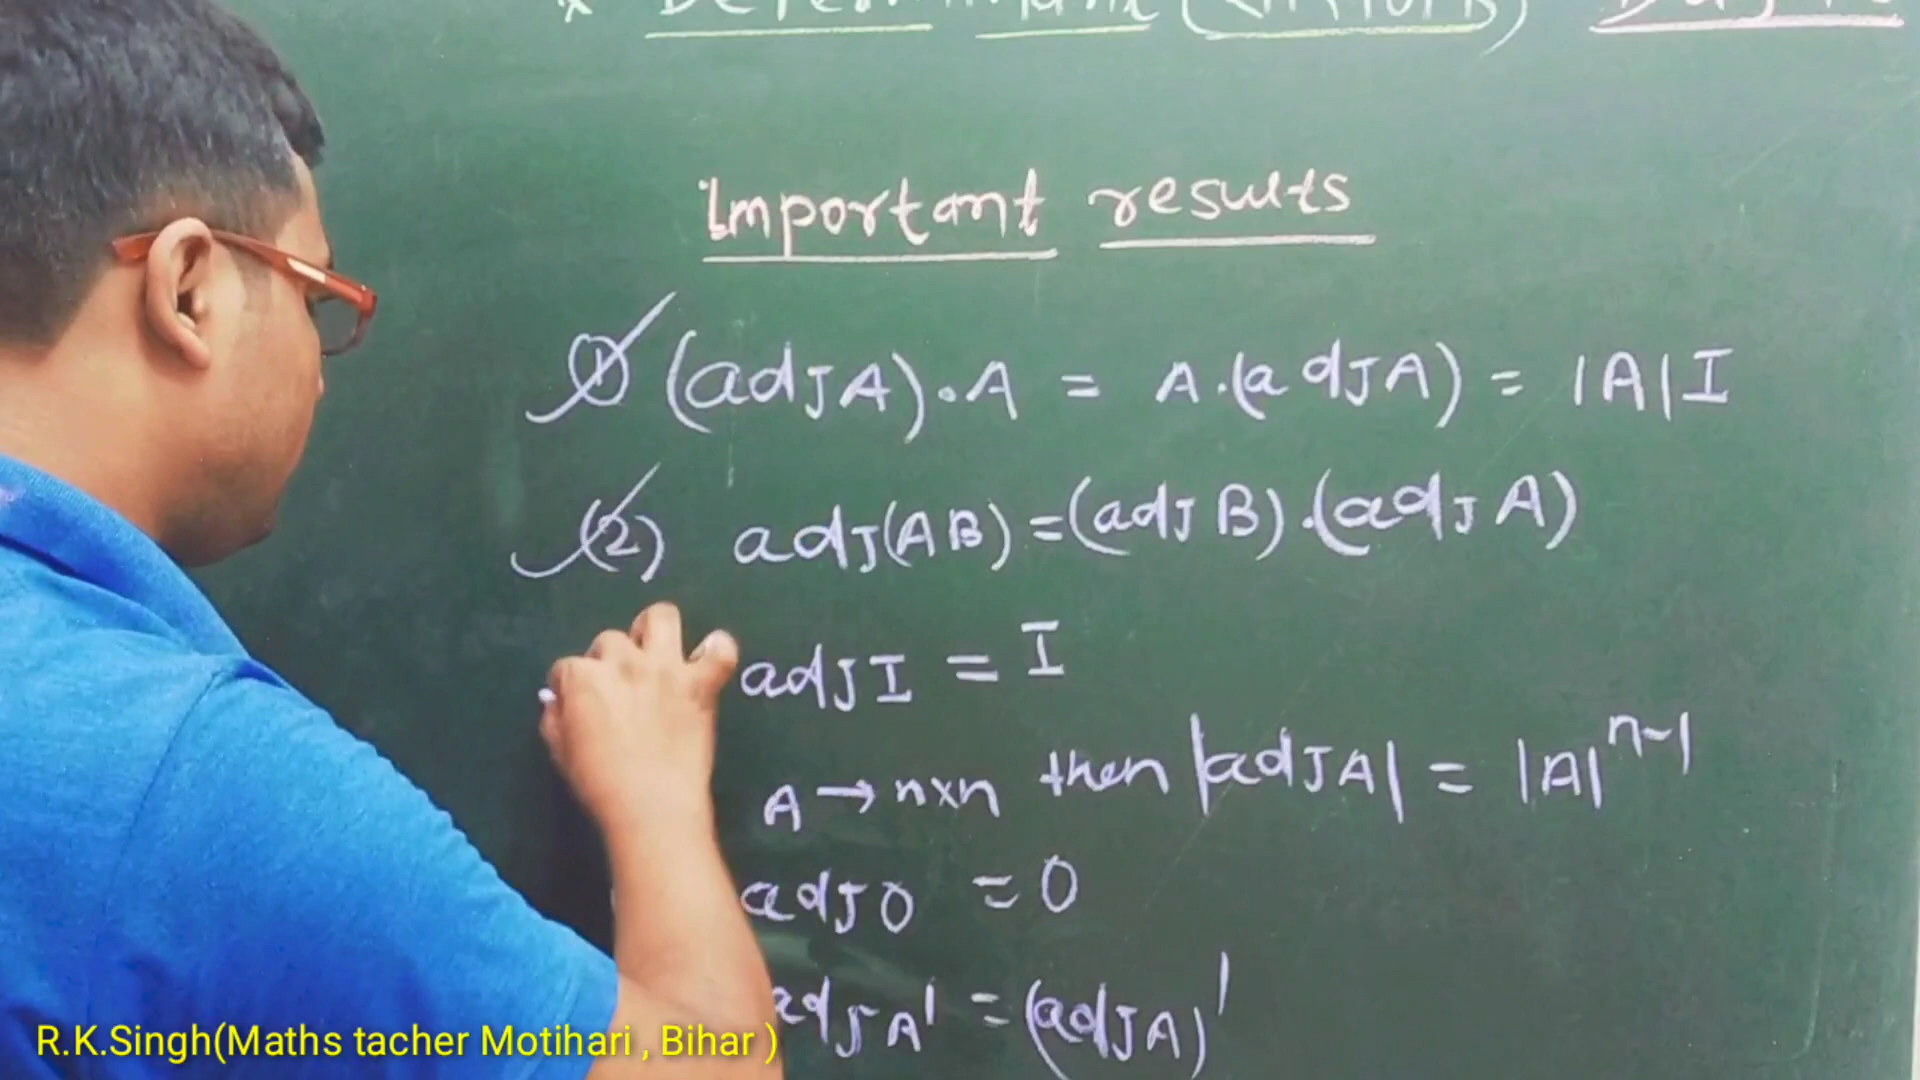 Important results
① (adj A).A = A.(adj A) = |A| I
(2) adj(AB) = (adj B).(adj A)
adj I = I
A → n×n then |adj A| = |A|ⁿ⁻¹
adj O = O
adj A' = (adj A)'
R.K.Singh(Maths tacher Motihari , Bihar )